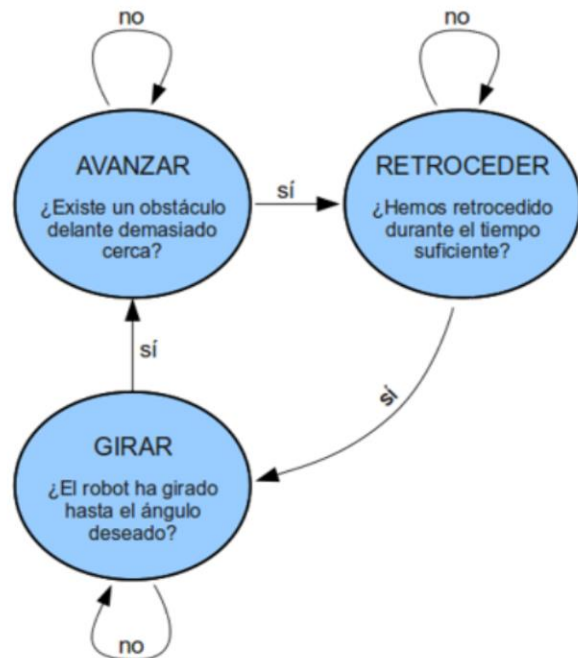 no
no
AVANZAR
¿Existe un obstáculo
delante demasiado
cerca?
sí
RETROCEDER
¿Hemos retrocedido
durante el tiempo
suficiente?
sí
sí
GIRAR
¿El robot ha girado
hasta el ángulo
deseado?
no